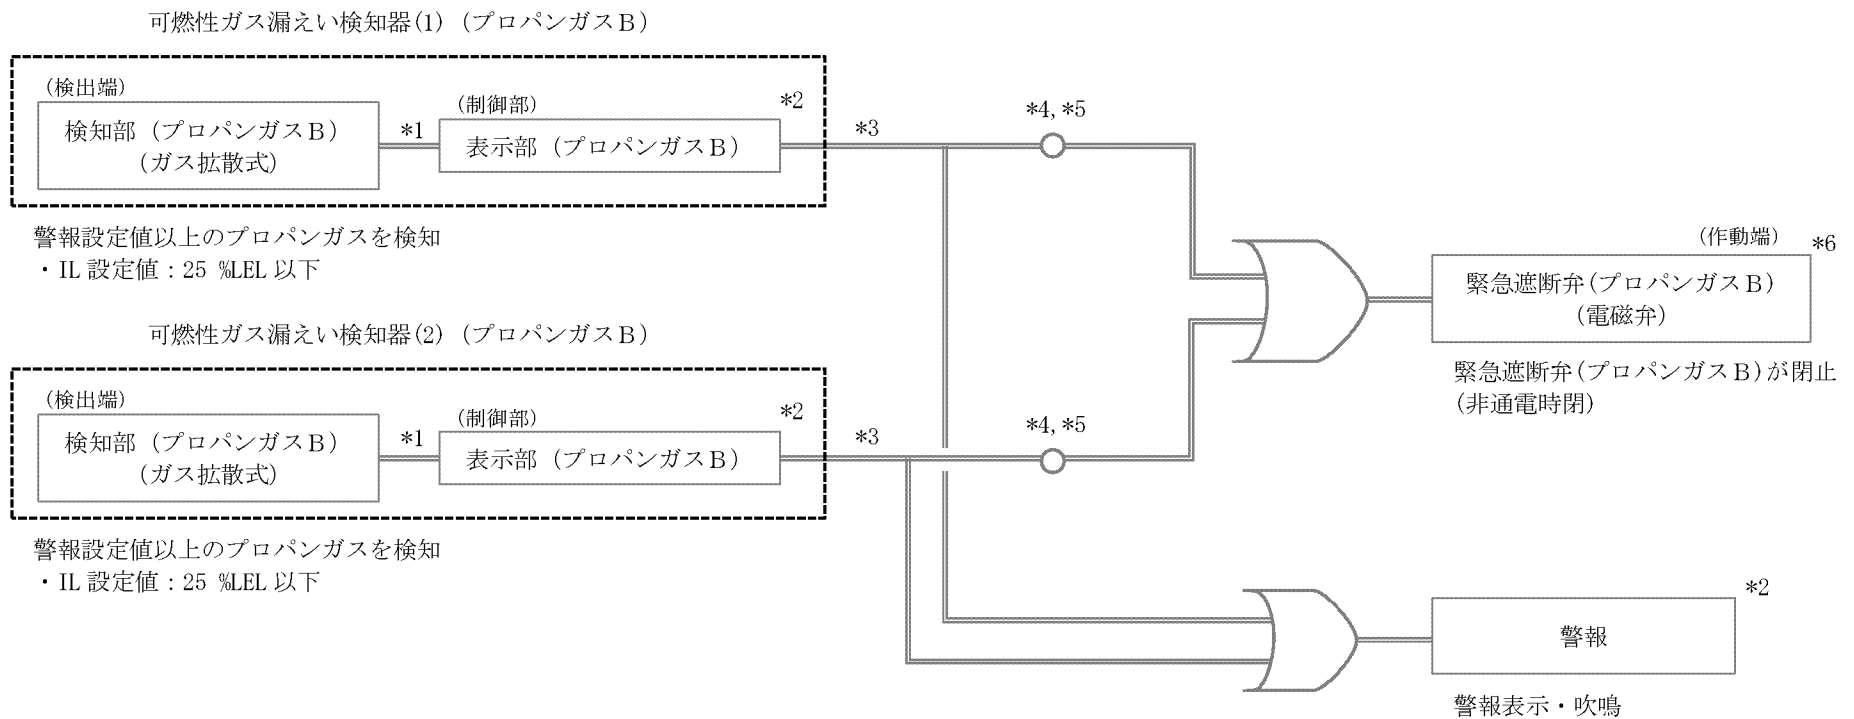 可燃性ガス漏えい検知器(1)（プロパンガスＢ）
（検出端）
検知部（プロパンガスＢ）
（ガス拡散式）
*1
（制御部）
表示部（プロパンガスＢ）
*2
*3
*4, *5
警報設定値以上のプロパンガスを検知
・IL 設定値：25 %LEL 以下
（作動端）
*6
緊急遮断弁（プロパンガスＢ）
（電磁弁）
緊急遮断弁（プロパンガスＢ）が閉止
（非通電時閉）
可燃性ガス漏えい検知器(2)（プロパンガスＢ）
（検出端）
検知部（プロパンガスＢ）
（ガス拡散式）
*1
（制御部）
表示部（プロパンガスＢ）
*2
*3
*4, *5
警報設定値以上のプロパンガスを検知
・IL 設定値：25 %LEL 以下
*2
警報
警報表示・吹鳴